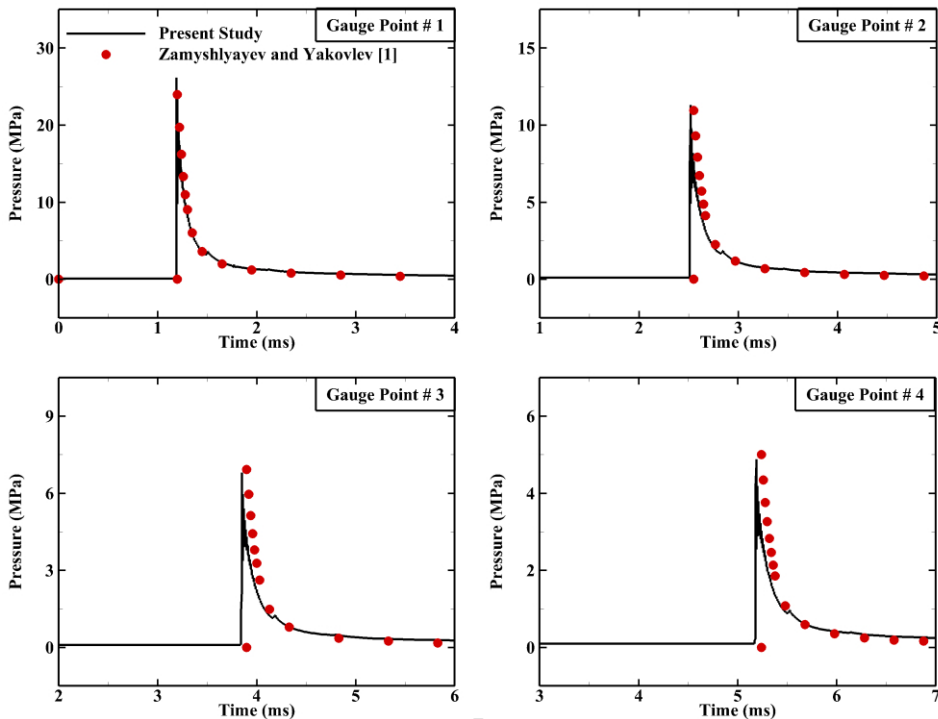 Gauge Point # 1
Present Study
Zamyshlyayev and Yakovlev [1]
Pressure (MPa)
30
20
10
0
0 1 2 3 4
Time (ms)
Gauge Point # 2
Pressure (MPa)
15
10
5
0
1 2 3 4 5
Time (ms)
Gauge Point # 3
Pressure (MPa)
9
6
3
0
2 3 4 5 6
Time (ms)
Gauge Point # 4
Pressure (MPa)
6
4
2
0
3 4 5 6 7
Time (ms)